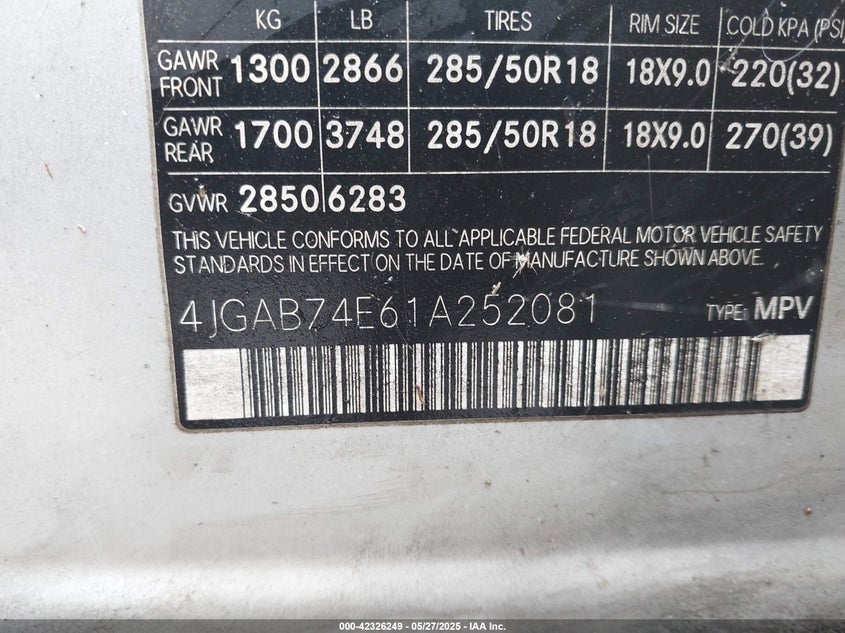 KG LB TIRES RIM SIZE COLD KPA (PSI)
GAWR FRONT 1300 2866 285/50R18 18X9.0 220(32)
GAWR REAR 1700 3748 285/50R18 18X9.0 270(39)
GVWR 2850 6283
THIS VEHICLE CONFORMS TO ALL APPLICABLE FEDERAL MOTOR VEHICLE SAFETY
STANDARDS IN EFFECT ON THE DATE OF MANUFACTURE SHOWN ABOVE.
4JGAB74E61A252081 TYPE: MPV
000-42326249 - 05/27/2025 - IAA Inc.